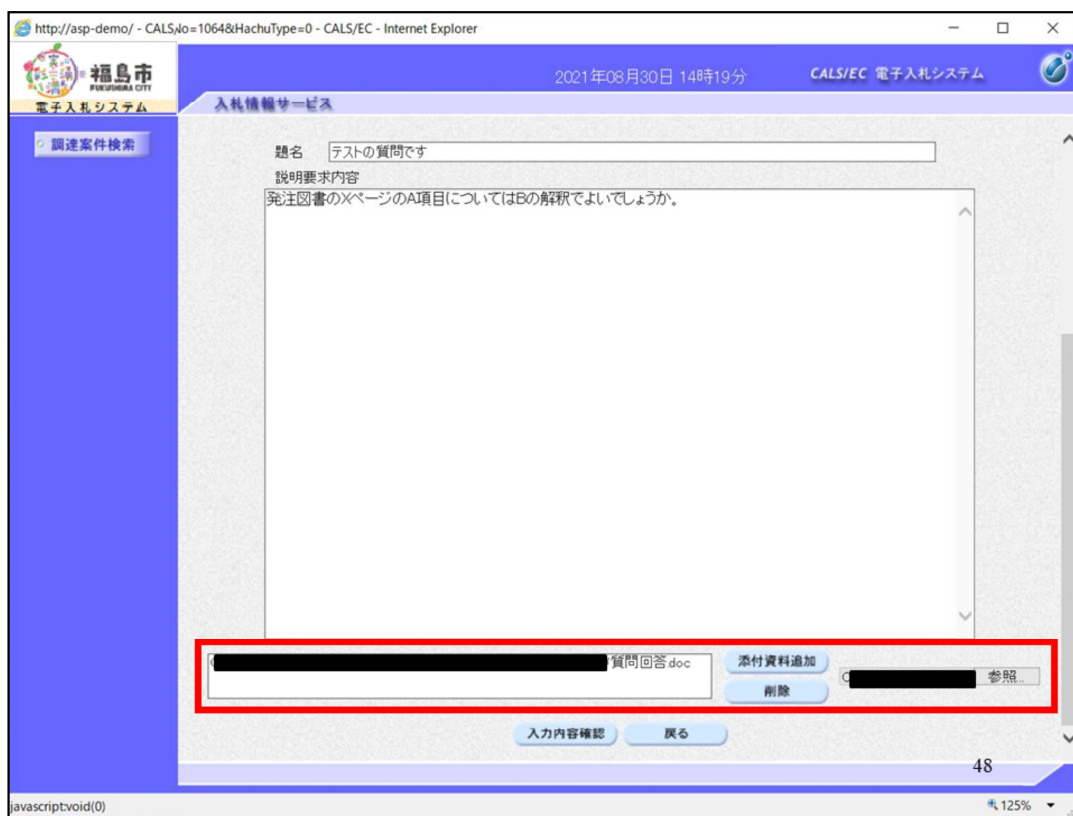 http://asp-demo/ - CALS
No=1064&HachuType=0 - CALS/EC - Internet Explorer
福島市
FUKUSHIMA CITY
電子入札システム
2021年08月30日 14時19分
CALS/EC 電子入札システム
入札情報サービス
調達案件検索
題名 テストの質問です
説明要求内容
発注図書のXページのA項目についてはBの解釈でよいでしょうか。
質問回答.doc
添付資料追加
削除
参照...
入力内容確認 戻る
48
javascript:void(0)
125%